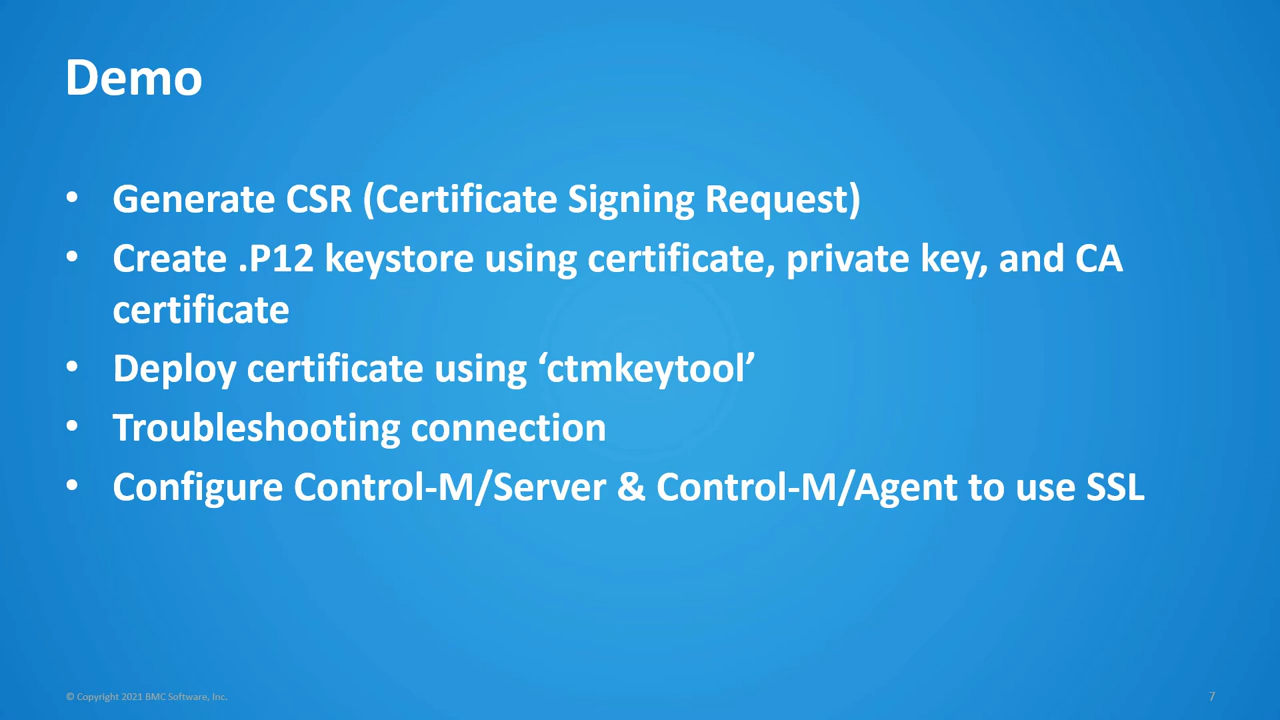 Demo
• Generate CSR (Certificate Signing Request)
• Create .P12 keystore using certificate, private key, and CA
certificate
• Deploy certificate using ‘ctmkeytool’
• Troubleshooting connection
• Configure Control-M/Server & Control-M/Agent to use SSL
© Copyright 2021 BMC Software, Inc.
7